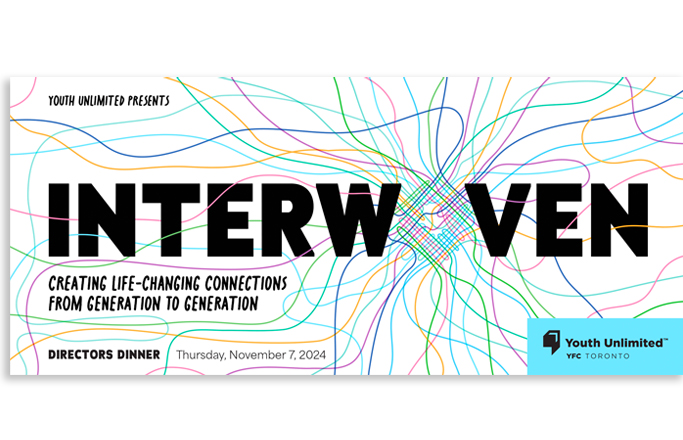 YOUTH UNLIMITED PRESENTS
INTERWOVEN
CREATING LIFE-CHANGING CONNECTIONS
FROM GENERATION TO GENERATION
DIRECTORS DINNER Thursday, November 7, 2024
Youth Unlimited™
YFC TORONTO